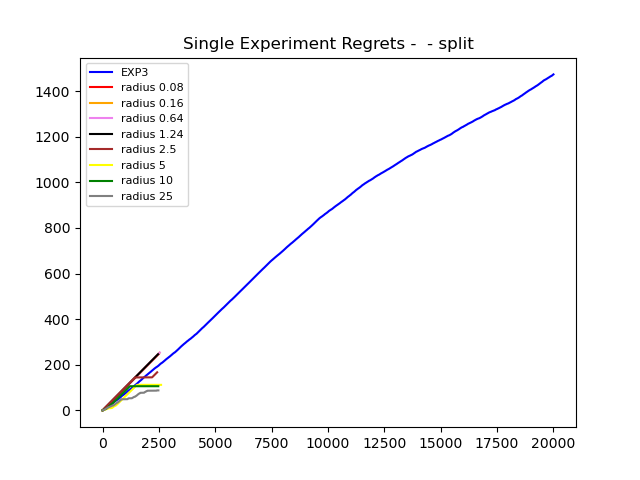 Single Experiment Regrets -  - split
EXP3
radius 0.08
radius 0.16
radius 0.64
radius 1.24
radius 2.5
radius 5
radius 10
radius 25
1400
1200
1000
800
600
400
200
0
0 2500 5000 7500 10000 12500 15000 17500 20000